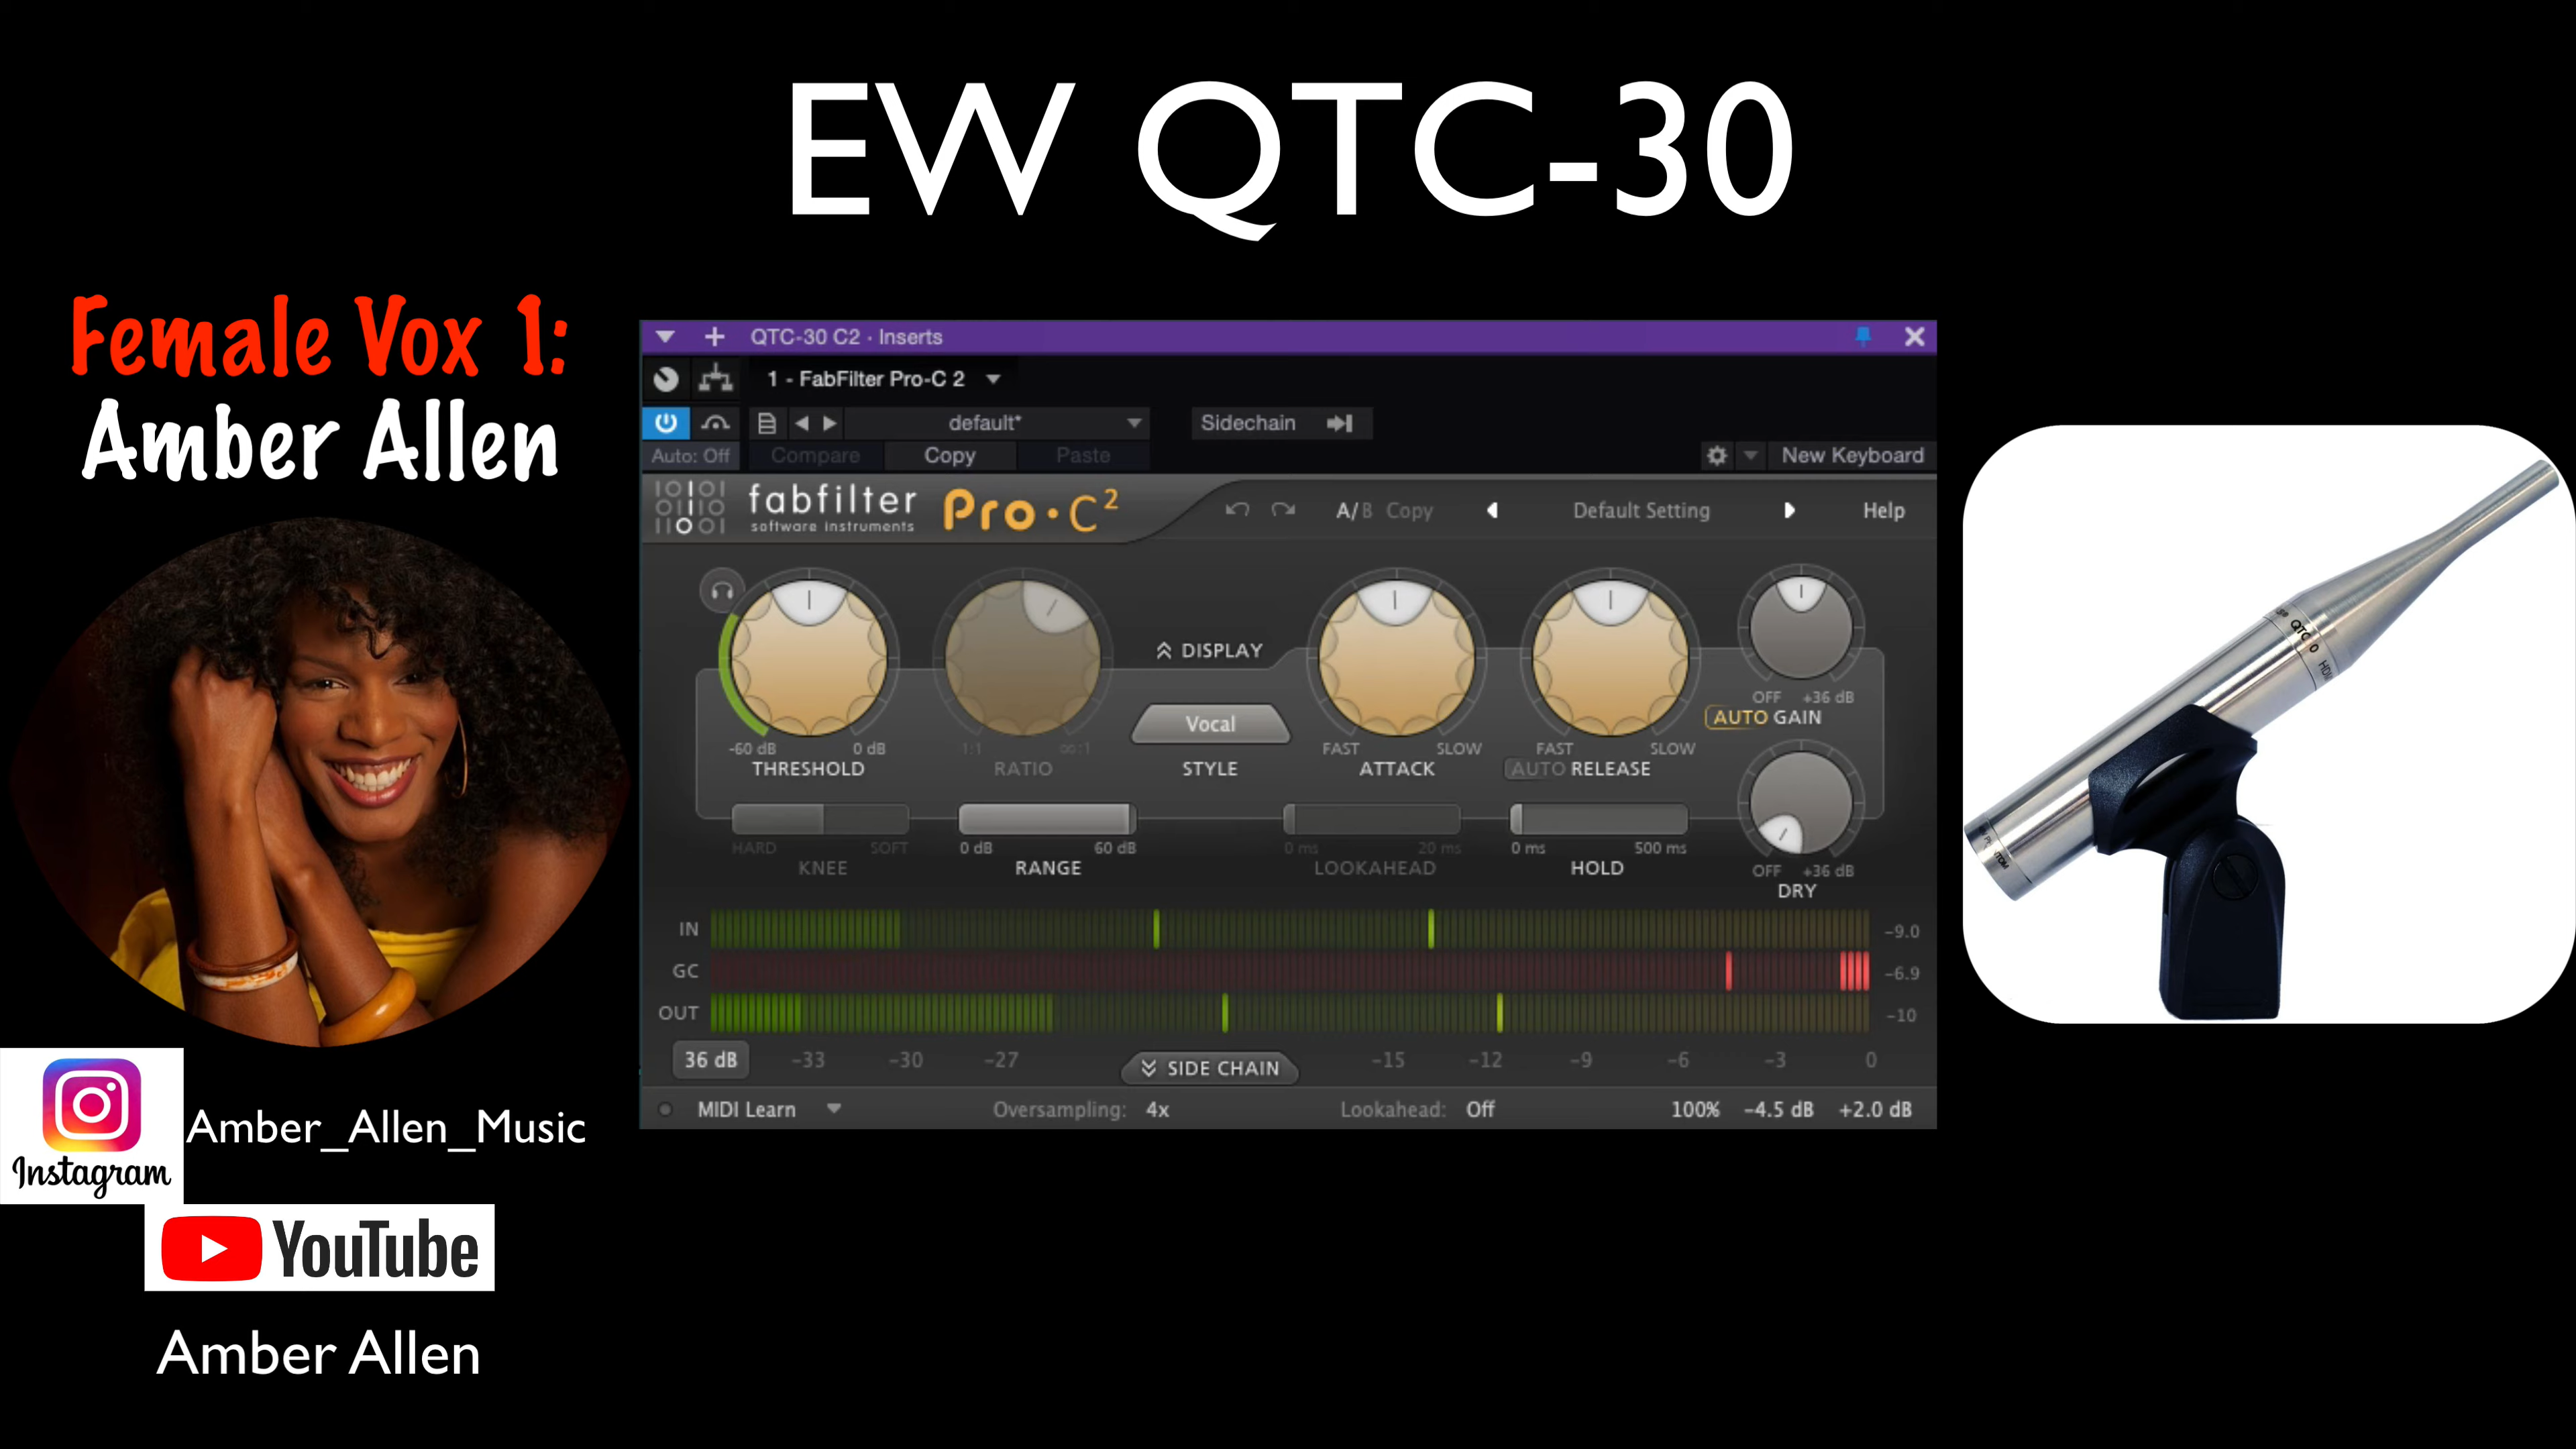 EW QTC-30
Female Vox 1:
Amber Allen
Instagram
Amber_Allen_Music
YouTube
Amber Allen
QTC-30 C2 · Inserts
1 - FabFilter Pro-C 2
default*
Sidechain
Auto: Off
Compare
Copy
Paste
New Keyboard
fabfilter
software instruments
Pro·C²
A/B Copy
Default Setting
Help
-60 dB
0 dB
THRESHOLD
1:1
∞:1
RATIO
DISPLAY
Vocal
STYLE
FAST
SLOW
ATTACK
FAST
SLOW
AUTO RELEASE
OFF
+36 dB
AUTO GAIN
HARD
SOFT
KNEE
0 dB
60 dB
RANGE
0 ms
20 ms
LOOKAHEAD
0 ms
500 ms
HOLD
OFF
+36 dB
DRY
IN
-9.0
GC
-6.9
OUT
-10
36 dB
-33
-30
-27
SIDE CHAIN
-15
-12
-9
-6
-3
0
MIDI Learn
Oversampling: 4x
Lookahead: Off
100%
-4.5 dB
+2.0 dB